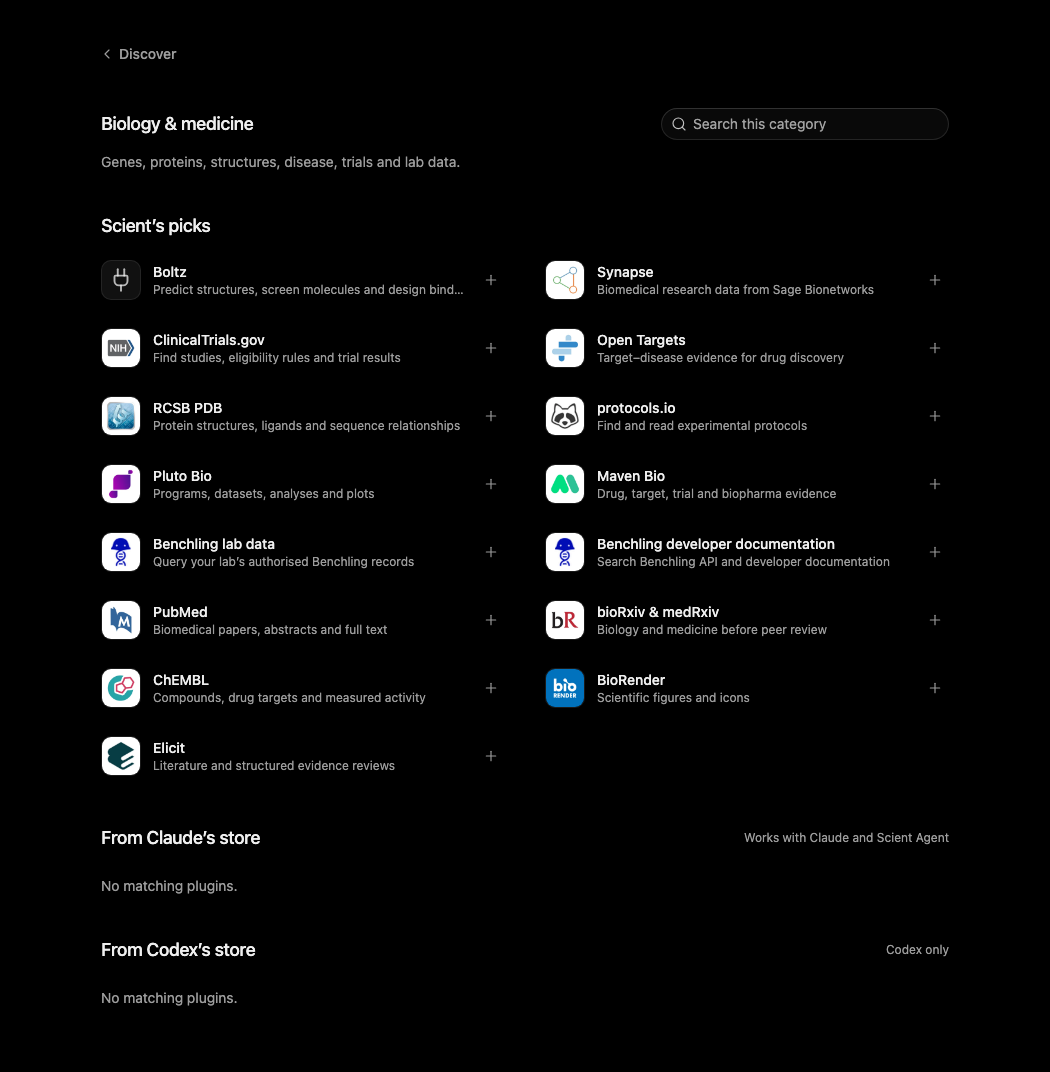 Discover
Biology & medicine
Search this category
Genes, proteins, structures, disease, trials and lab data.
Scient's picks
Boltz
Predict structures, screen molecules and design bind...
Synapse
Biomedical research data from Sage Bionetworks
NIH
ClinicalTrials.gov
Find studies, eligibility rules and trial results
Open Targets
Target–disease evidence for drug discovery
RCSB PDB
Protein structures, ligands and sequence relationships
protocols.io
Find and read experimental protocols
Pluto Bio
Programs, datasets, analyses and plots
Maven Bio
Drug, target, trial and biopharma evidence
Benchling lab data
Query your lab's authorised Benchling records
Benchling developer documentation
Search Benchling API and developer documentation
M
PubMed
Biomedical papers, abstracts and full text
bR
bioRxiv & medRxiv
Biology and medicine before peer review
ChEMBL
Compounds, drug targets and measured activity
bio
RENDER
BioRender
Scientific figures and icons
Elicit
Literature and structured evidence reviews
From Claude's store
Works with Claude and Scient Agent
No matching plugins.
From Codex's store
Codex only
No matching plugins.